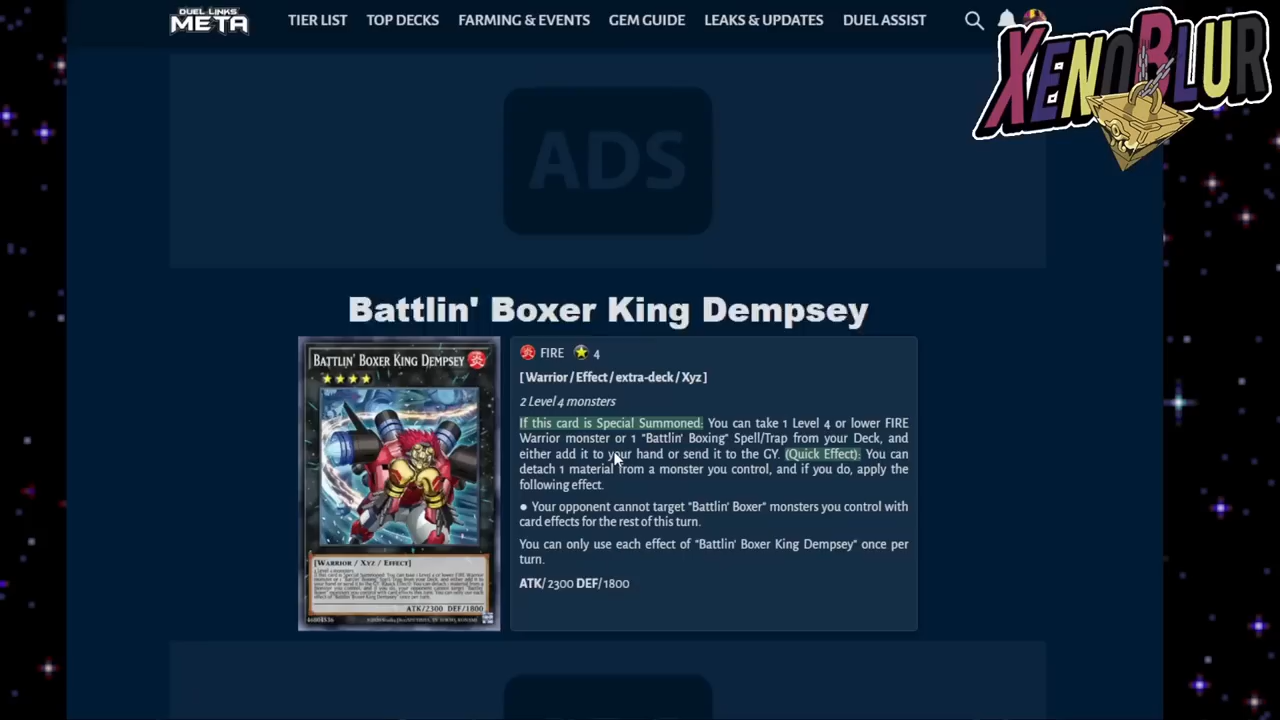 DUEL LINKS
META
TIER LIST
TOP DECKS
FARMING & EVENTS
GEM GUIDE
LEAKS & UPDATES
DUEL ASSIST
XENOBLUR
ADS
Battlin' Boxer King Dempsey
BATTLIN' BOXER KING DEMPSEY
炎
[WARRIOR / XYZ / EFFECT]
2 Level 4 monsters
ATK/2300 DEF/1800
炎 FIRE 4
[ Warrior / Effect / extra-deck / Xyz ]
2 Level 4 monsters
If this card is Special Summoned: You can take 1 Level 4 or lower FIRE
Warrior monster or 1 "Battlin' Boxing" Spell/Trap from your Deck, and
either add it to your hand or send it to the GY. (Quick Effect): You can
detach 1 material from a monster you control, and if you do, apply the
following effect.
● Your opponent cannot target "Battlin' Boxer" monsters you control with
card effects for the rest of this turn.
You can only use each effect of "Battlin' Boxer King Dempsey" once per
turn.
ATK/ 2300 DEF/1800